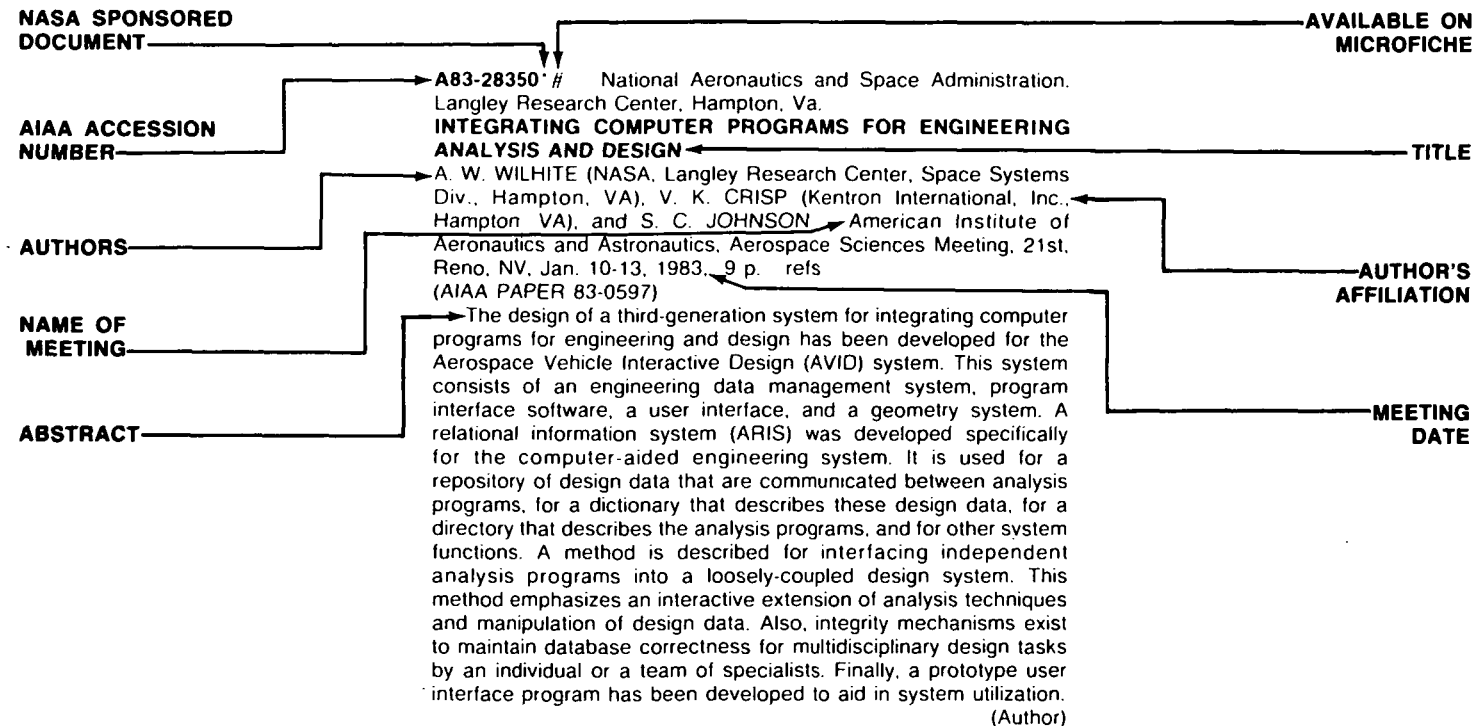 NASA SPONSORED
DOCUMENT
AVAILABLE ON
MICROFICHE
A83-28350*# National Aeronautics and Space Administration.
Langley Research Center, Hampton, Va.
AIAA ACCESSION
NUMBER
INTEGRATING COMPUTER PROGRAMS FOR ENGINEERING
ANALYSIS AND DESIGN
TITLE
A. W. WILHITE (NASA, Langley Research Center, Space Systems
Div., Hampton, VA), V. K. CRISP (Kentron International, Inc.,
Hampton VA), and S. C. JOHNSON American Institute of
Aeronautics and Astronautics, Aerospace Sciences Meeting, 21st,
Reno, NV, Jan. 10-13, 1983, 9 p. refs
(AIAA PAPER 83-0597)
AUTHORS
AUTHOR'S
AFFILIATION
NAME OF
MEETING
The design of a third-generation system for integrating computer
programs for engineering and design has been developed for the
Aerospace Vehicle Interactive Design (AVID) system. This system
consists of an engineering data management system, program
interface software, a user interface, and a geometry system. A
relational information system (ARIS) was developed specifically
for the computer-aided engineering system. It is used for a
repository of design data that are communicated between analysis
programs, for a dictionary that describes these design data, for a
directory that describes the analysis programs, and for other system
functions. A method is described for interfacing independent
analysis programs into a loosely-coupled design system. This
method emphasizes an interactive extension of analysis techniques
and manipulation of design data. Also, integrity mechanisms exist
to maintain database correctness for multidisciplinary design tasks
by an individual or a team of specialists. Finally, a prototype user
interface program has been developed to aid in system utilization.
(Author)
ABSTRACT
MEETING
DATE